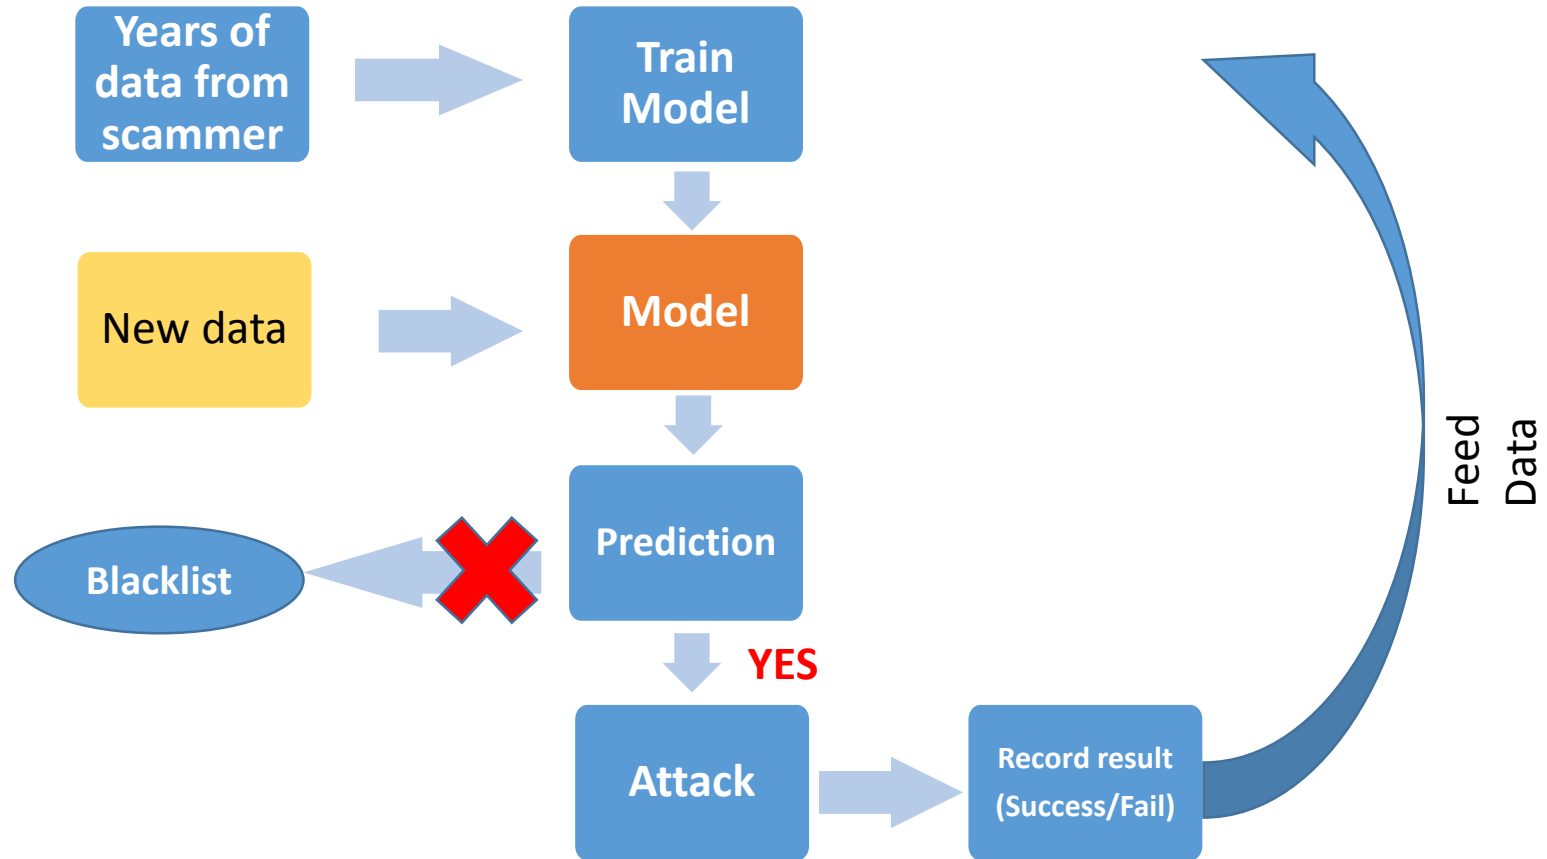 Years of
data from
scammer
Train
Model
New data
Model
Feed
Data
Prediction
Blacklist
YES
Attack
Record result
(Success/Fail)